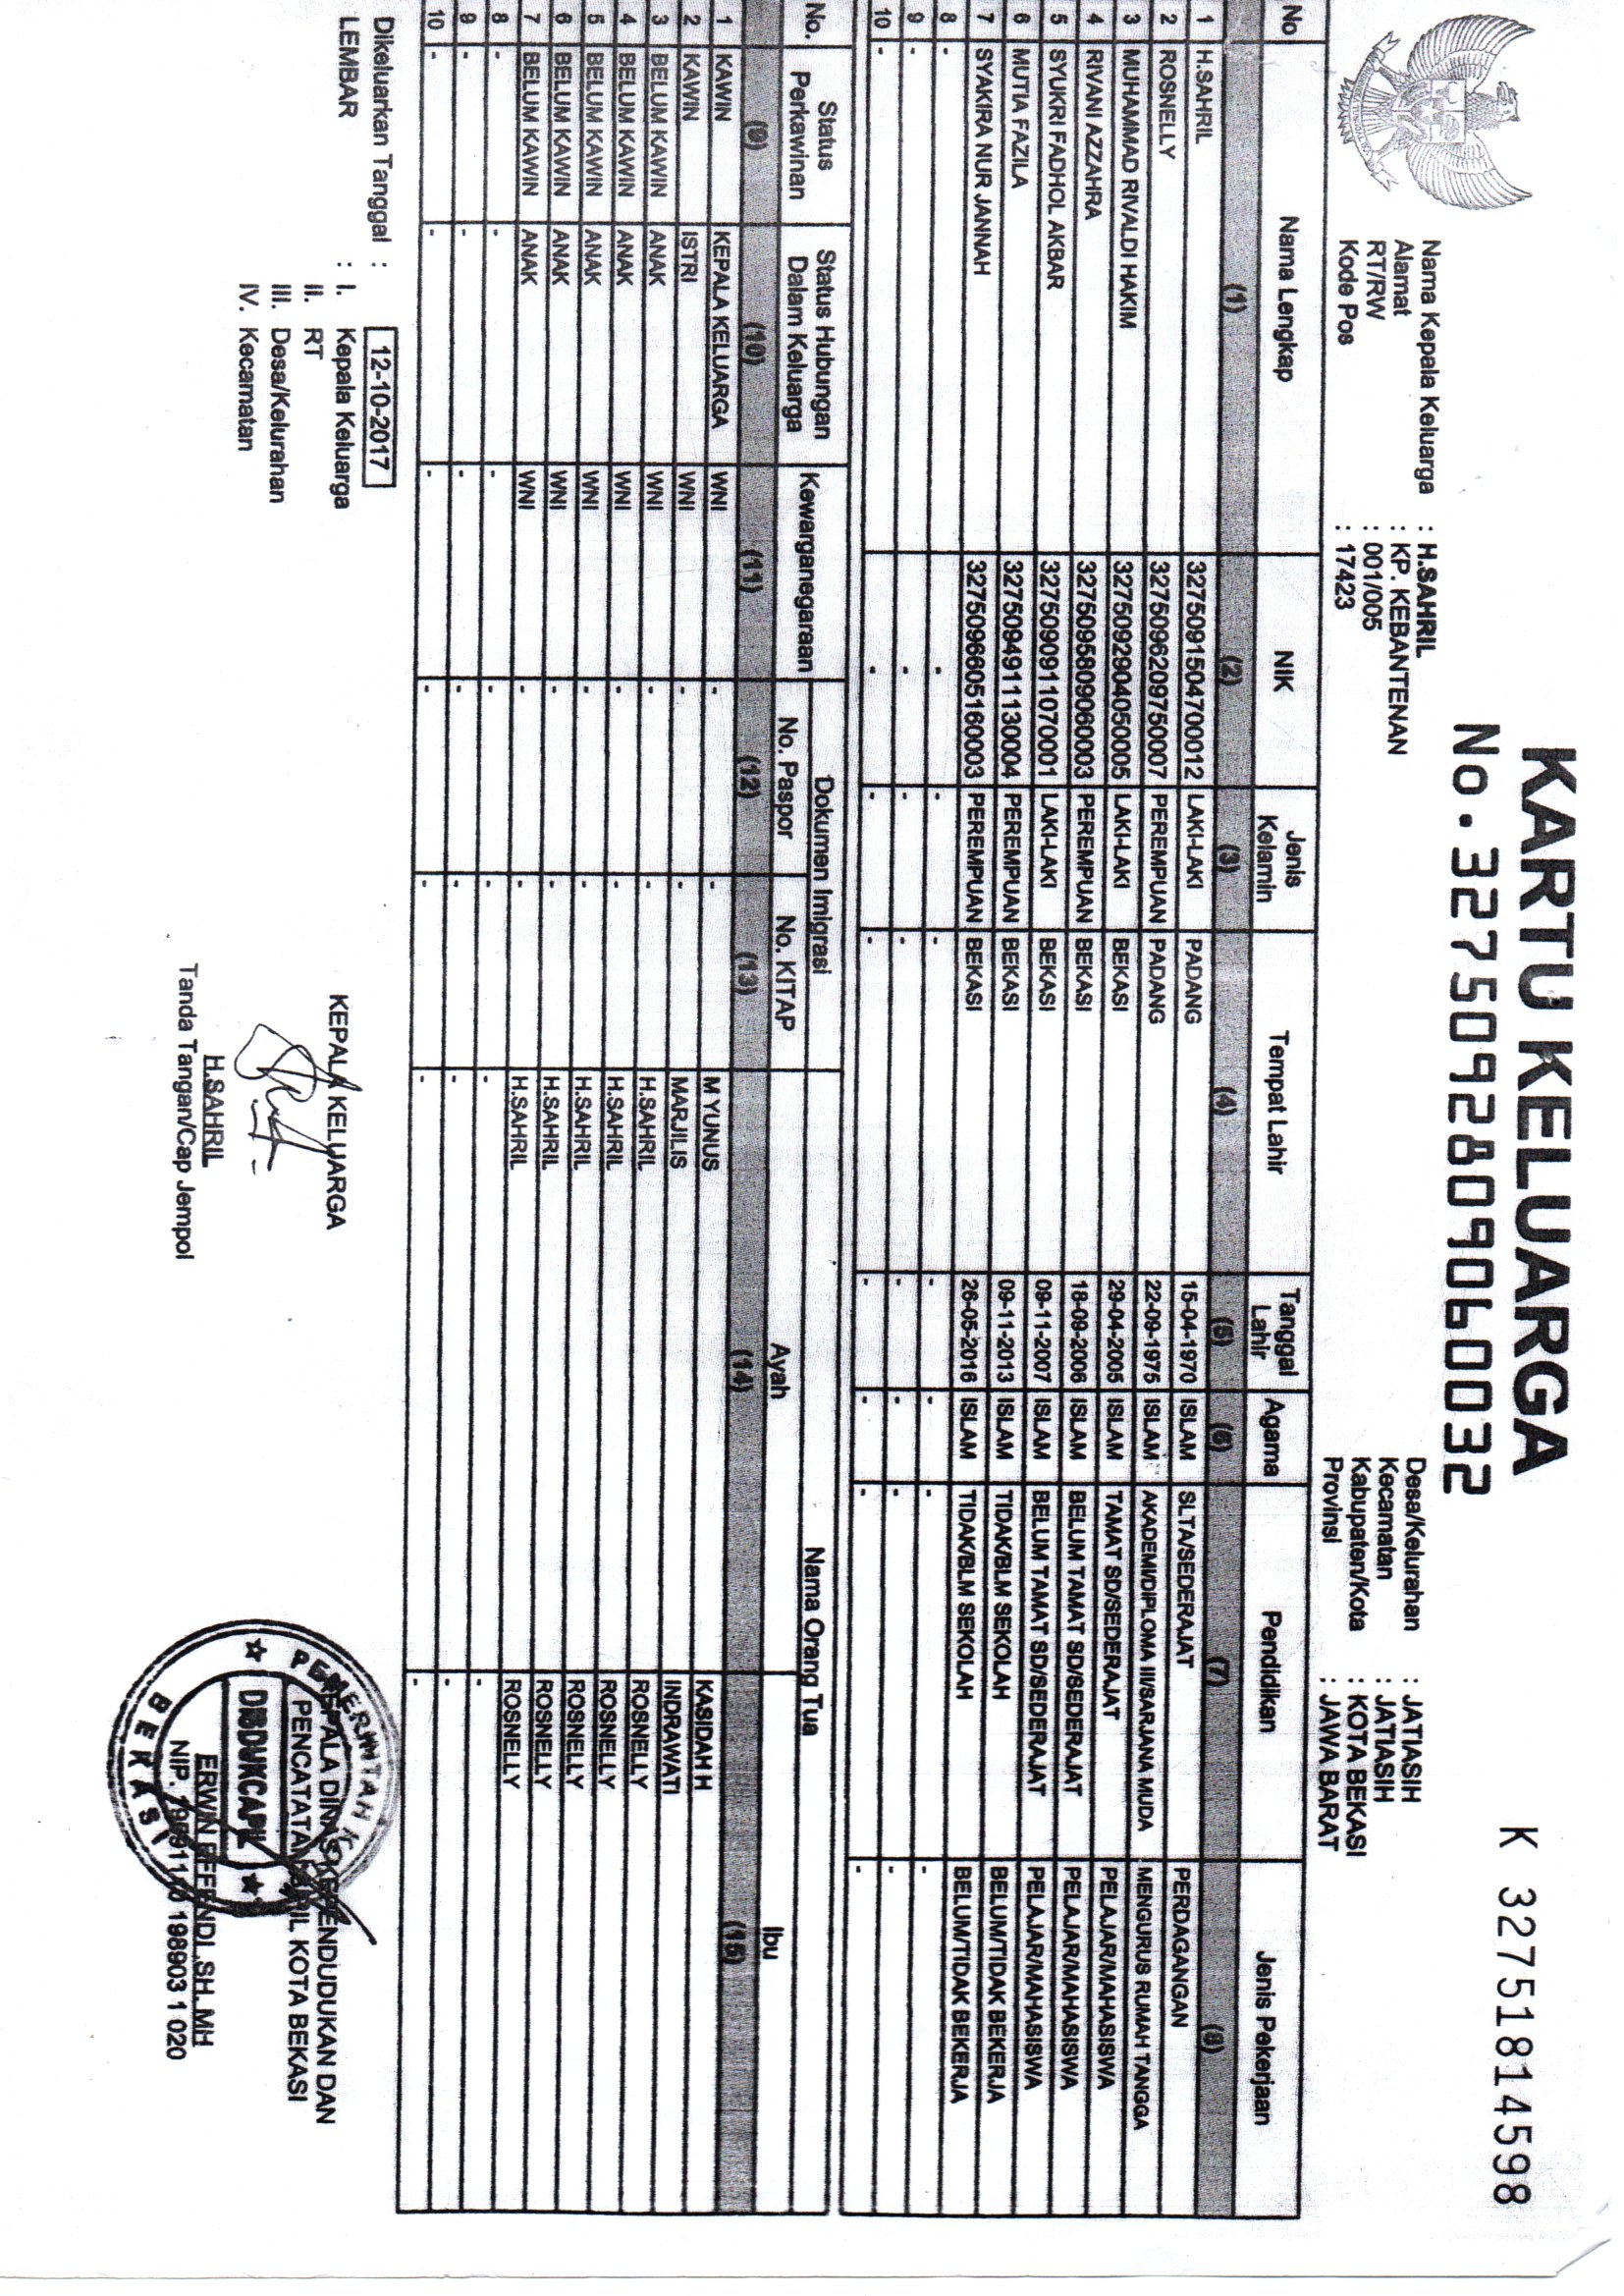 KARTU KELUARGA
No. 3275092809060032
K 32751814598
Nama Kepala Keluarga : H.SAHRIL
Alamat : KP. KEBANTENAN
RT/RW : 001/005
Kode Pos : 17423
Desa/Kelurahan : JATIASIH
Kecamatan : JATIASIH
Kabupaten/Kota : KOTA BEKASI
Provinsi : JAWA BARAT
No Nama Lengkap NIK Jenis Kelamin Tempat Lahir Tanggal Lahir Agama Pendidikan Jenis Pekerjaan
(1) (2) (3) (4) (5) (6) (7) (8)
1 H.SAHRIL 3275091504700012 LAKI-LAKI PADANG 15-04-1970 ISLAM SLTA/SEDERAJAT PERDAGANGAN
2 ROSNELLY 3275096209750007 PEREMPUAN PADANG 22-09-1975 ISLAM AKADEMI/DIPLOMA III/SARJANA MUDA MENGURUS RUMAH TANGGA
3 MUHAMMAD RIVALDI HAKIM 3275092904050005 LAKI-LAKI BEKASI 29-04-2005 ISLAM TAMAT SD/SEDERAJAT PELAJAR/MAHASISWA
4 RIVANI AZZAHRA 3275095809060003 PEREMPUAN BEKASI 18-09-2006 ISLAM BELUM TAMAT SD/SEDERAJAT PELAJAR/MAHASISWA
5 SYUKRI FADHOL AKBAR 3275090911070001 LAKI-LAKI BEKASI 09-11-2007 ISLAM BELUM TAMAT SD/SEDERAJAT PELAJAR/MAHASISWA
6 MUTIA FAZILA 3275094911130004 PEREMPUAN BEKASI 09-11-2013 ISLAM TIDAK/BLM SEKOLAH BELUM/TIDAK BEKERJA
7 SYAKIRA NUR JANNAH 3275096605160003 PEREMPUAN BEKASI 26-05-2016 ISLAM TIDAK/BLM SEKOLAH BELUM/TIDAK BEKERJA
8 - - - - - - - -
9 - - - - - - - -
10 - - - - - - - -
No. Status Perkawinan Status Hubungan Dalam Keluarga Kewarganegaraan Dokumen Imigrasi Nama Orang Tua
No. Paspor No. KITAP Ayah Ibu
(9) (10) (11) (12) (13) (14) (15)
1 KAWIN KEPALA KELUARGA WNI - - M YUNUS KASIDAH H
2 KAWIN ISTRI WNI - - MARJILIS INDRAWATI
3 BELUM KAWIN ANAK WNI - - H.SAHRIL ROSNELLY
4 BELUM KAWIN ANAK WNI - - H.SAHRIL ROSNELLY
5 BELUM KAWIN ANAK WNI - - H.SAHRIL ROSNELLY
6 BELUM KAWIN ANAK WNI - - H.SAHRIL ROSNELLY
7 BELUM KAWIN ANAK WNI - - H.SAHRIL ROSNELLY
8 - - - - - - -
9 - - - - - - -
10 - - - - - - -
Dikeluarkan Tanggal : 12-10-2017
LEMBAR : I. Kepala Keluarga
II. RT
III. Desa/Kelurahan
IV. Kecamatan
KEPALA KELUARGA
H.SAHRIL
Tanda Tangan/Cap Jempol
KEPALA DINAS KEPENDUDUKAN DAN
PENCATATAN SIPIL KOTA BEKASI
ERWIN EFFENDI ,SH.MH
NIP. 198903 1 020
PEMERINTAH K
DISDUKCAPIL
BEKASI